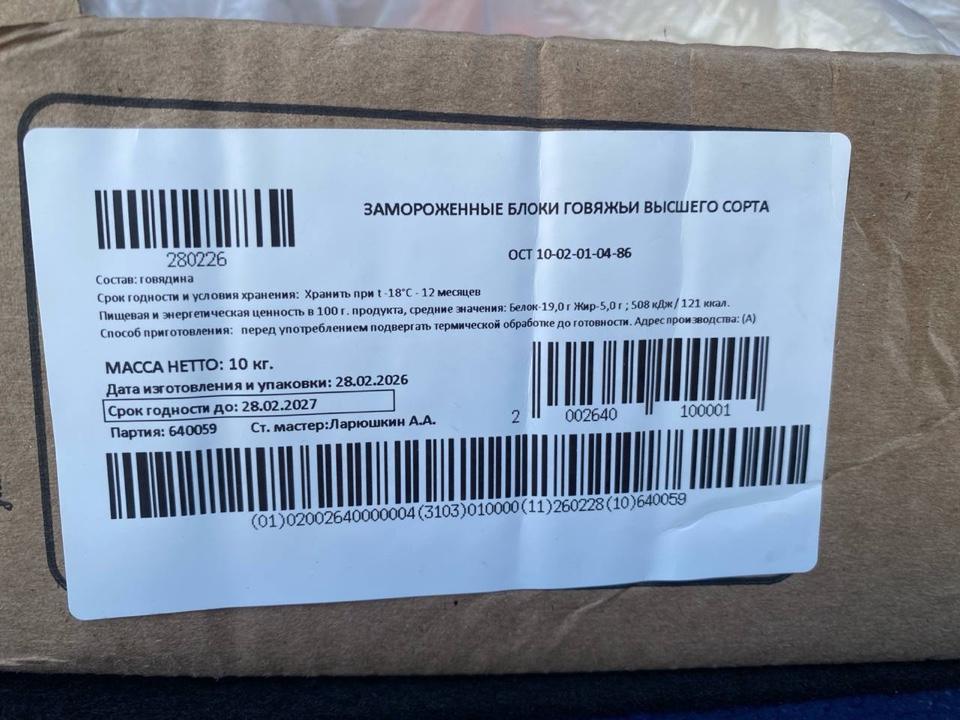 280226
ЗАМОРОЖЕННЫЕ БЛОКИ ГОВЯЖЬИ ВЫСШЕГО СОРТА
ОСТ 10-02-01-04-86
Состав: говядина
Срок годности и условия хранения: Хранить при t -18°С - 12 месяцев
Пищевая и энергетическая ценность в 100 г. продукта, средние значения: Белок-19,0 г Жир-5,0 г ; 508 кДж / 121 ккал.
Способ приготовления: перед употреблением подвергать термической обработке до готовности. Адрес производства: (А)
МАССА НЕТТО: 10 кг.
Дата изготовления и упаковки: 28.02.2026
Срок годности до: 28.02.2027
Партия: 640059 Ст. мастер:Ларюшкин А.А.
2 002640 100001
(01)02002640000004(3103)010000(11)260228(10)640059